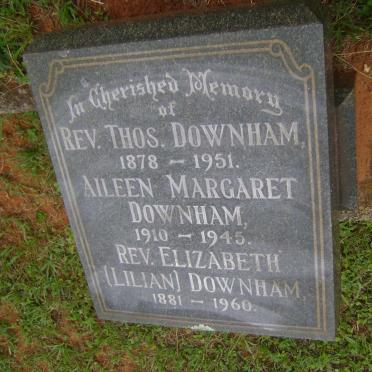 In Cherished Memory
of
REV. THOS. DOWNHAM,
1878 – 1951.
AILEEN MARGARET
DOWNHAM,
1910 – 1945.
REV. ELIZABETH
(LILIAN) DOWNHAM,
1881 – 1960.